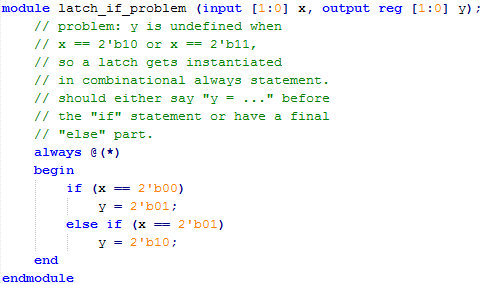 module latch_if_problem (input [1:0] x, output reg [1:0] y);
// problem: y is undefined when
// x == 2'b10 or x == 2'b11,
// so a latch gets instantiated
// in combinational always statement.
// should either say "y = ..." before
// the "if" statement or have a final
// "else" part.
always @(*)
begin
if (x == 2'b00)
y = 2'b01;
else if (x == 2'b01)
y = 2'b10;
end
endmodule